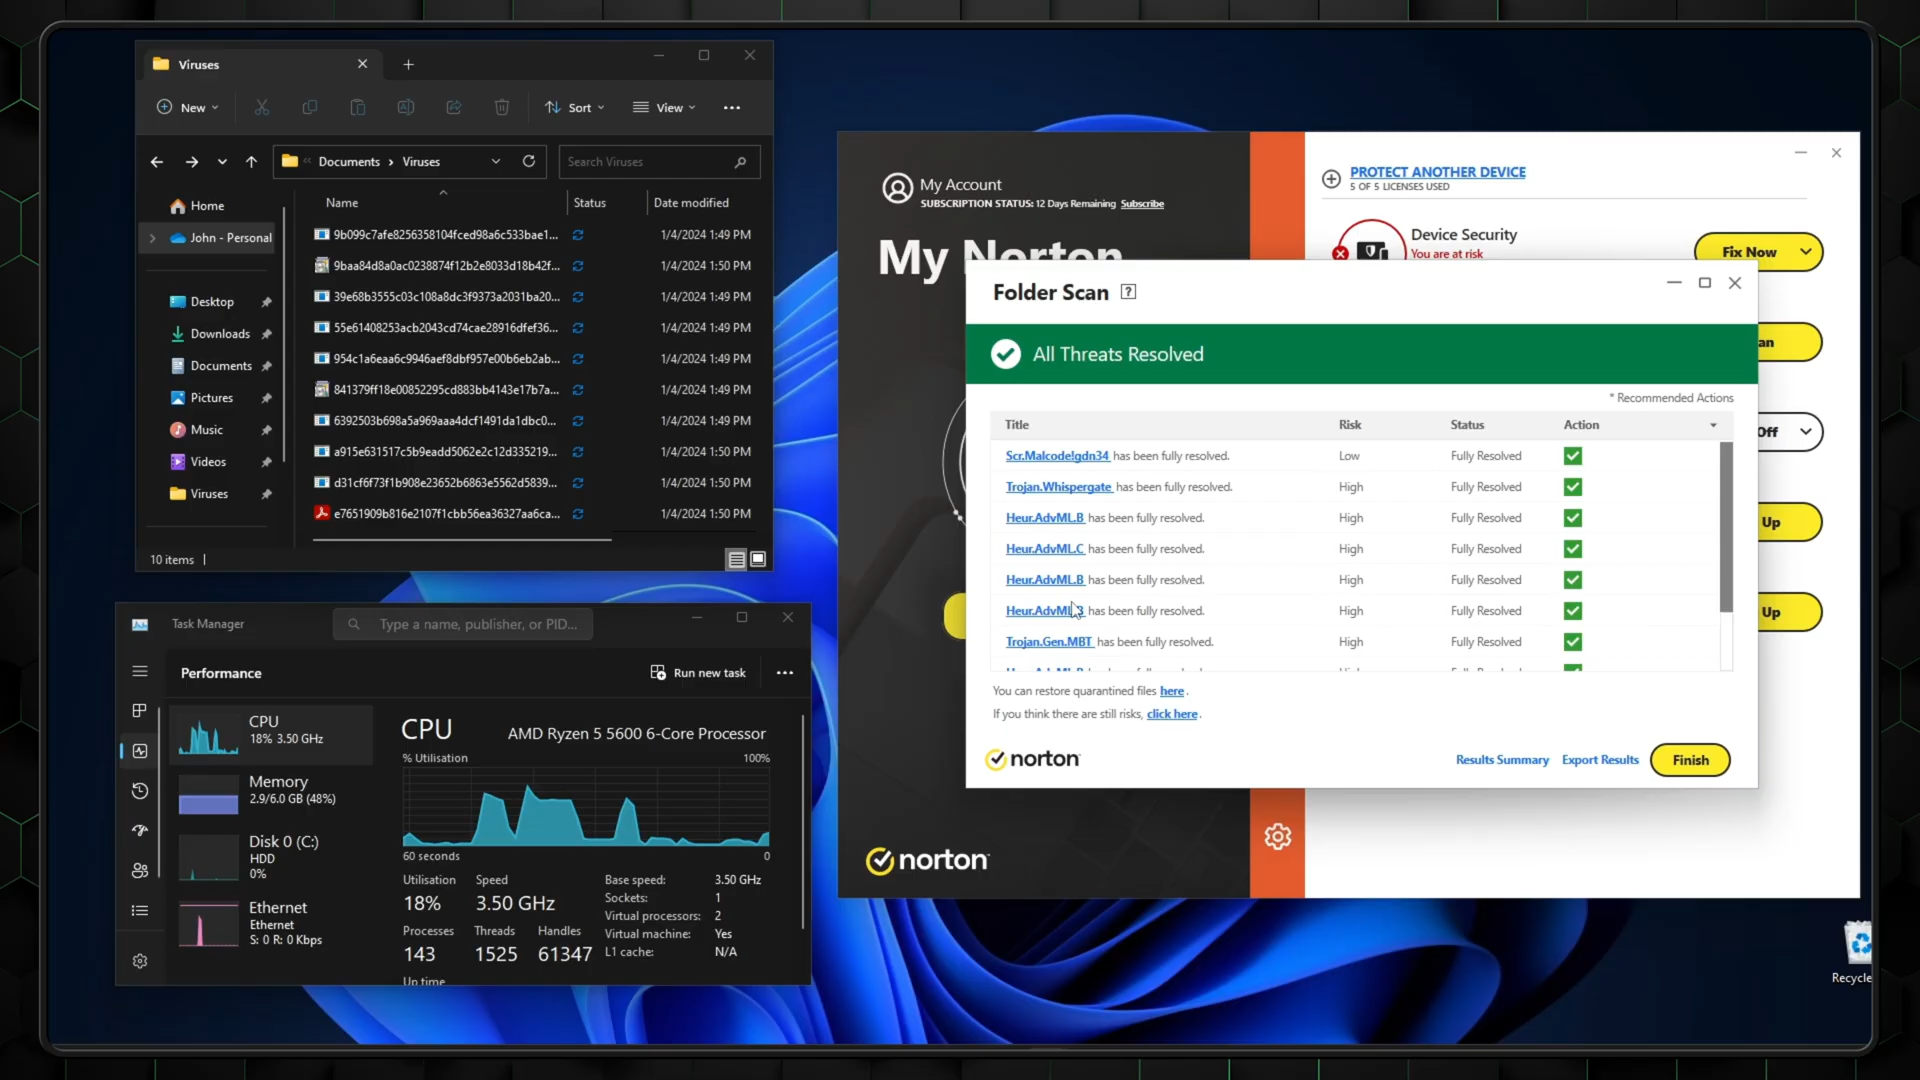 Viruses
New
Sort
View
Documents > Viruses
Search Viruses
Home
John - Personal
Desktop
Downloads
Documents
Pictures
Music
Videos
Viruses
Name Status Date modified
9b099c7afe8256358104fced98a6c533bae1... 1/4/2024 1:49 PM
9baa84d8a0ac0238874f12b2e8033d18b42f... 1/4/2024 1:50 PM
39e68b3555c03c108a8dc3f9373a2031ba20... 1/4/2024 1:49 PM
55e61408253acb2043cd74cae28916dfef36... 1/4/2024 1:49 PM
954c1a6eaa6c9946aef8dbf957e00b6eb2ab... 1/4/2024 1:49 PM
841379ff18e00852295cd883bb4143e17b7a... 1/4/2024 1:49 PM
6392503b698a5a969aaa4dcf1491da1dbc0... 1/4/2024 1:49 PM
a915e631517c5b9eadd5062e2c12d335219... 1/4/2024 1:50 PM
d31cf6f73f1b908e23652b6863e5562d5839... 1/4/2024 1:50 PM
e7651909b816e2107f1cbb56ea36327aa6ca... 1/4/2024 1:50 PM
10 items
Task Manager
Type a name, publisher, or PID...
Performance
Run new task
CPU
18% 3.50 GHz
Memory
2.9/6.0 GB (48%)
Disk 0 (C:)
HDD
0%
Ethernet
Ethernet
S: 0 R: 0 Kbps
CPU AMD Ryzen 5 5600 6-Core Processor
% Utilisation 100%
60 seconds 0
Utilisation Speed
18% 3.50 GHz
Processes Threads Handles
143 1525 61347
Up time
Base speed: 3.50 GHz
Sockets: 1
Virtual processors: 2
Virtual machine: Yes
L1 cache: N/A
My Account
SUBSCRIPTION STATUS: 12 Days Remaining Subscribe
My Norton
norton
PROTECT ANOTHER DEVICE
5 OF 5 LICENSES USED
Device Security
You are at risk
Fix Now
an
Off
Up
Up
Folder Scan ?
All Threats Resolved
* Recommended Actions
Title Risk Status Action
Scr.Malcode!gdn34 has been fully resolved. Low Fully Resolved
Trojan.Whispergate has been fully resolved. High Fully Resolved
Heur.AdvML.B has been fully resolved. High Fully Resolved
Heur.AdvML.C has been fully resolved. High Fully Resolved
Heur.AdvML.B has been fully resolved. High Fully Resolved
Heur.AdvML.B has been fully resolved. High Fully Resolved
Trojan.Gen.MBT has been fully resolved. High Fully Resolved
You can restore quarantined files here.
If you think there are still risks, click here.
norton
Results Summary
Export Results
Finish
Recycle